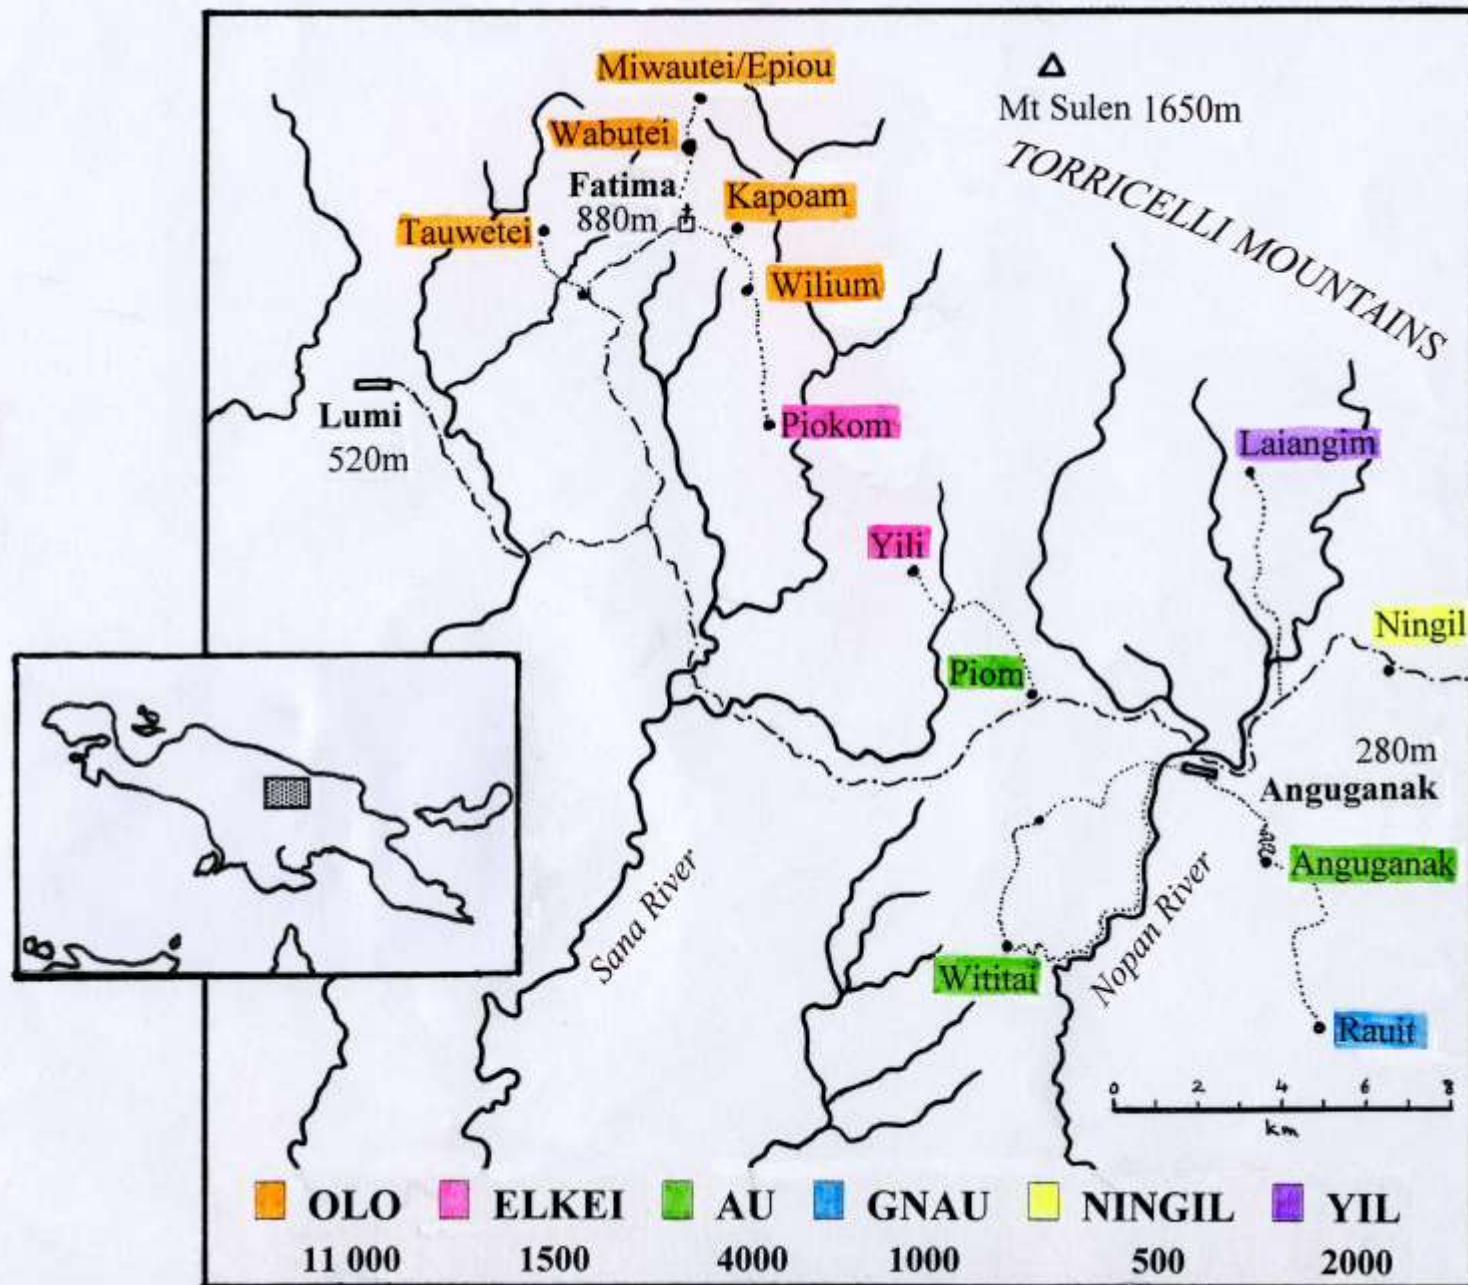 Miwautei/Epiou
Mt Sulen 1650m
Wabutei
TORRICELLI MOUNTAINS
Fatima
880m
Kapoam
Tauwetei
Wilium
Lumi
520m
Piokom
Laiangim
Yili
Ningil
Piom
280m
Anguganak
Anguganak
Sana River
Nopan River
Wititai
Rauit
0 2 4 6 8
km
OLO ELKEI AU GNAU NINGIL YIL
11 000 1500 4000 1000 500 2000